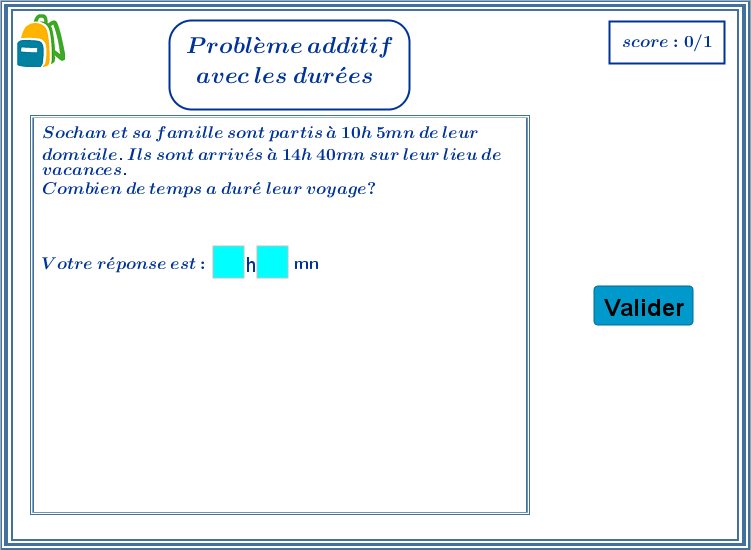 Problème additif
avec les durées
score : 0/1
Sochan et sa famille sont partis à 10h 5mn de leur
domicile. Ils sont arrivés à 14h 40mn sur leur lieu de
vacances.
Combien de temps a duré leur voyage?
Votre réponse est : h mn
Valider